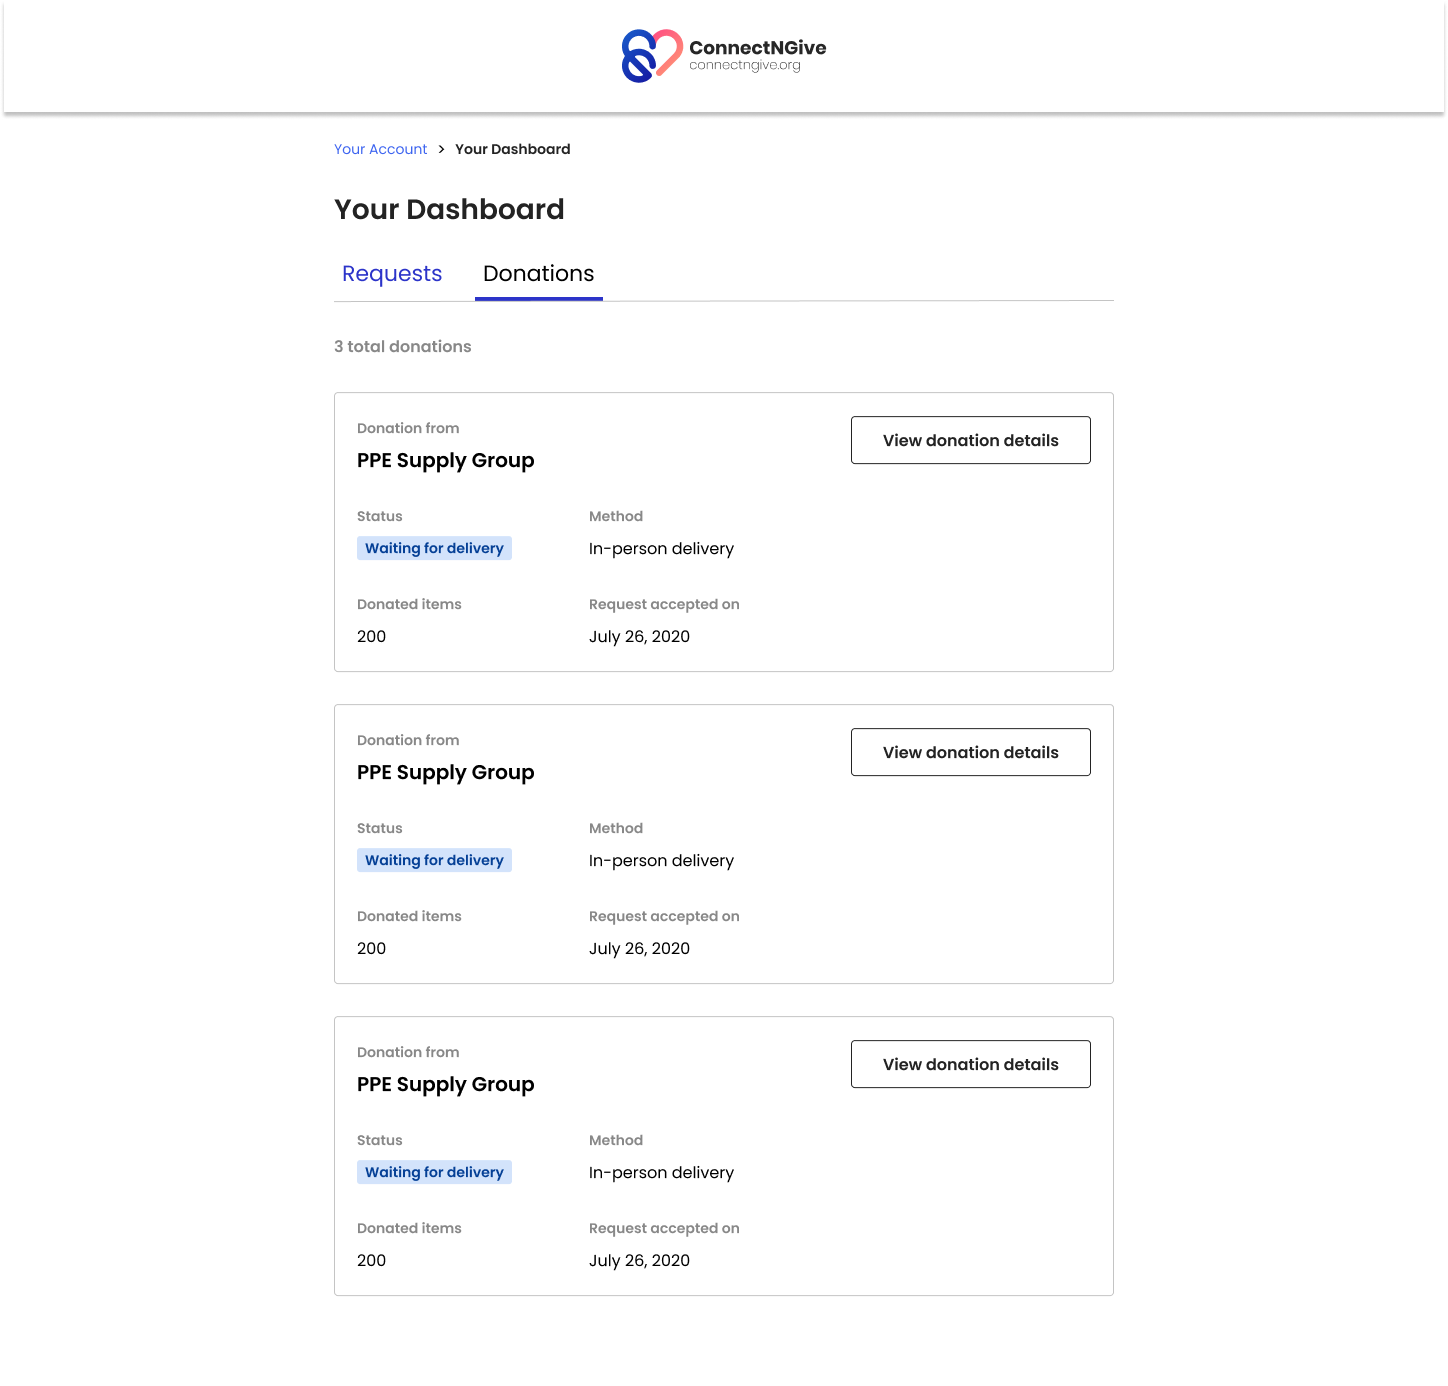 ConnectNGive
connectngive.org
Your Account > Your Dashboard
Your Dashboard
Requests Donations
3 total donations
Donation from
View donation details
PPE Supply Group
Status Method
Waiting for delivery In-person delivery
Donated items Request accepted on
200 July 26, 2020
Donation from
View donation details
PPE Supply Group
Status Method
Waiting for delivery In-person delivery
Donated items Request accepted on
200 July 26, 2020
Donation from
View donation details
PPE Supply Group
Status Method
Waiting for delivery In-person delivery
Donated items Request accepted on
200 July 26, 2020